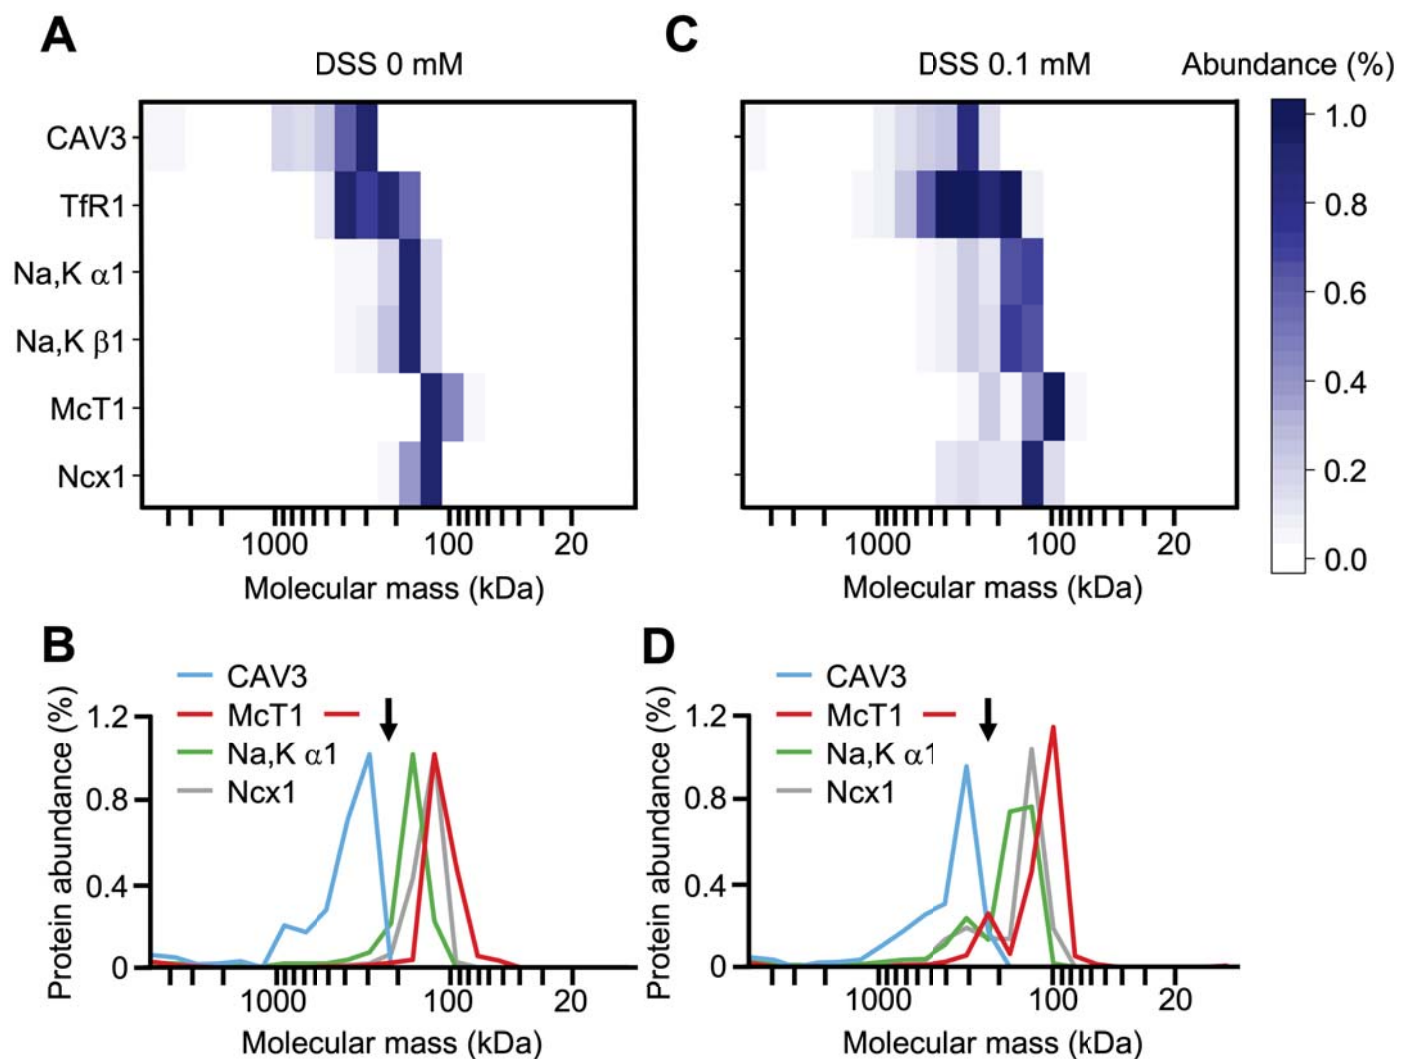 A
DSS 0 mM
CAV3
TfR1
Na,K α1
Na,K β1
McT1
Ncx1
1000 100 20
Molecular mass (kDa)
C
DSS 0.1 mM
Abundance (%)
1.0
0.8
0.6
0.4
0.2
0.0
1000 100 20
Molecular mass (kDa)
B
Protein abundance (%)
1.2
0.8
0.4
0
CAV3
McT1
Na,K α1
Ncx1
1000 100 20
Molecular mass (kDa)
D
Protein abundance (%)
1.2
0.8
0.4
0
CAV3
McT1
Na,K α1
Ncx1
1000 100 20
Molecular mass (kDa)